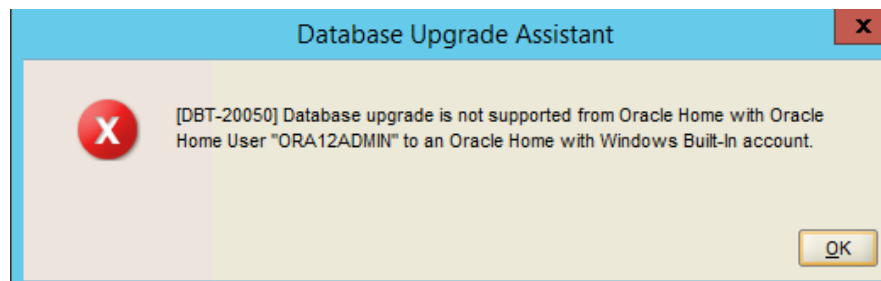 Database Upgrade Assistant
[DBT-20050] Database upgrade is not supported from Oracle Home with Oracle
Home User "ORA12ADMIN" to an Oracle Home with Windows Built-In account.
OK